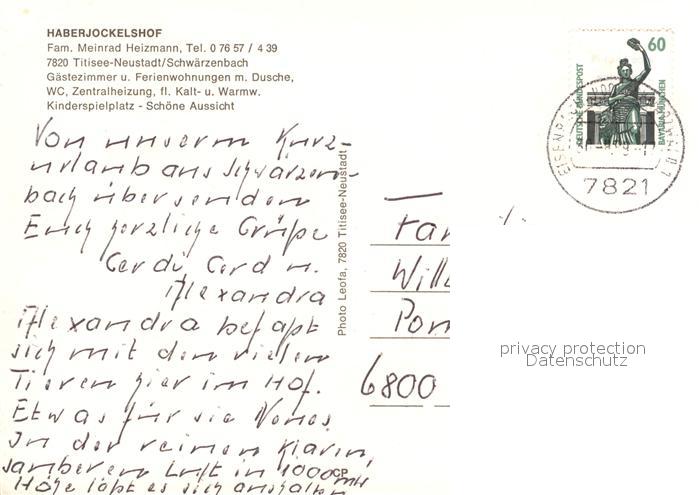 HABERJOCKELSHOF
Fam. Meinrad Heizmann, Tel. 0 76 57 / 4 39
7820 Titisee-Neustadt/Schwärzenbach
Gästezimmer u. Ferienwohnungen m. Dusche,
WC, Zentralheizung, fl. Kalt- u. Warmw.
Kinderspielplatz - Schöne Aussicht
Von unserem Kurz-
urlaub aus Schwärzen-
bach übersenden
Euch herzliche Grüße
Gerdi Gerd u.
Alexandra
Alexandra befaßt
sich mit den vielen
Tieren hier im Hof.
Etwas für sie Neues.
In der reinen klaren,
sauberen Luft in 1000 mtr
Höhe läßt es sich aushalten
CP
Photo Leofa, 7820 Titisee-Neustadt
Fam
Will
Pom
6800
60
DEUTSCHE BUNDESPOST
BAVARIA MÜNCHEN
7821
privacy protection
Datenschutz